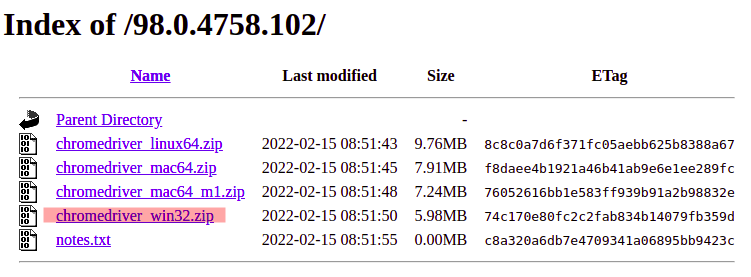 Index of /98.0.4758.102/
Name Last modified Size ETag
Parent Directory -
chromedriver_linux64.zip 2022-02-15 08:51:43 9.76MB 8c8c0a7d6f371fc05aebb625b8388a67
chromedriver_mac64.zip 2022-02-15 08:51:45 7.91MB f8daee4b1921a46b41ab9e6e1ee289fc
chromedriver_mac64_m1.zip 2022-02-15 08:51:48 7.24MB 76052616bb1e583ff939b91a2b98832e
chromedriver_win32.zip 2022-02-15 08:51:50 5.98MB 74c170e80fc2c2fab834b14079fb359d
notes.txt 2022-02-15 08:51:55 0.00MB c8a320a6db7e4709341a06895bb9423c